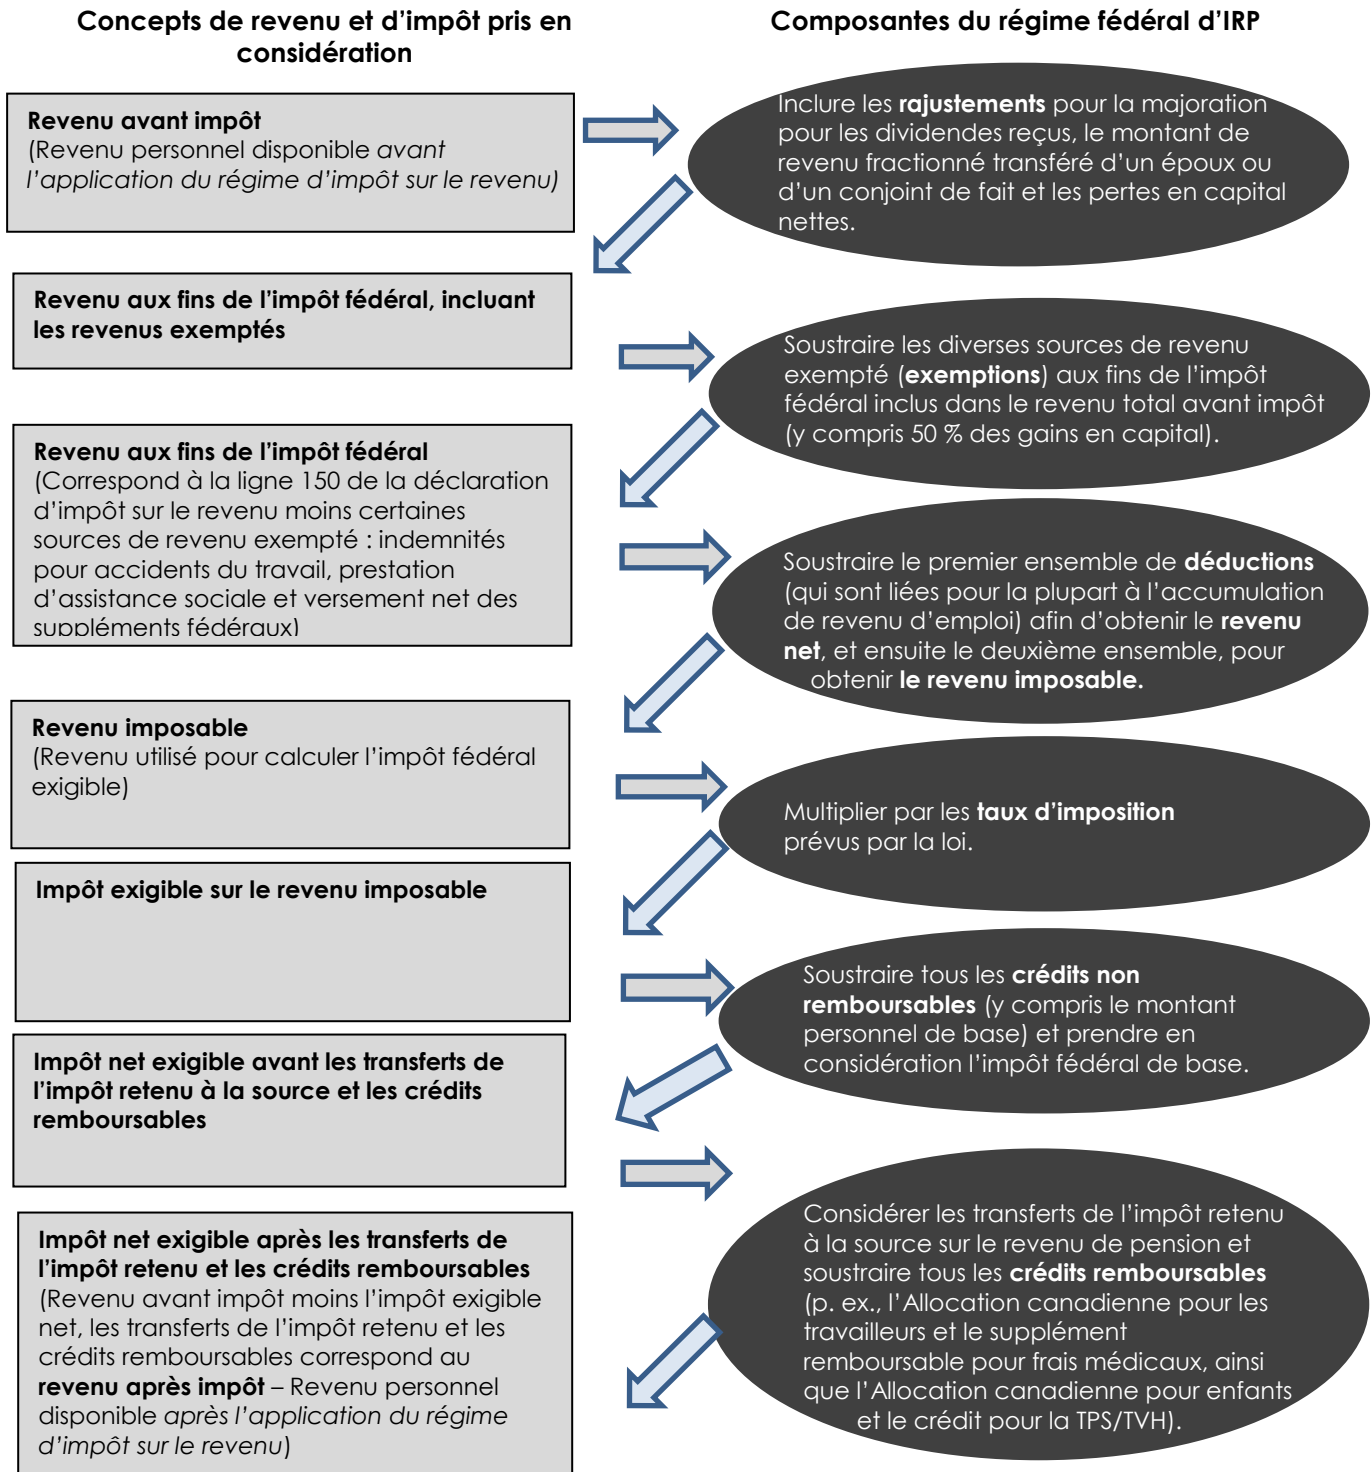 Concepts de revenu et d'impôt pris en
considération
Composantes du régime fédéral d'IRP
Revenu avant impôt
(Revenu personnel disponible avant
l'application du régime d'impôt sur le revenu)
Inclure les rajustements pour la majoration
pour les dividendes reçus, le montant de
revenu fractionné transféré d'un époux ou
d'un conjoint de fait et les pertes en capital
nettes.
Revenu aux fins de l'impôt fédéral, incluant
les revenus exemptés
Soustraire les diverses sources de revenu
exempté (exemptions) aux fins de l'impôt
fédéral inclus dans le revenu total avant impôt
(y compris 50 % des gains en capital).
Revenu aux fins de l'impôt fédéral
(Correspond à la ligne 150 de la déclaration
d'impôt sur le revenu moins certaines
sources de revenu exempté : indemnités
pour accidents du travail, prestation
d'assistance sociale et versement net des
suppléments fédéraux)
Soustraire le premier ensemble de déductions
(qui sont liées pour la plupart à l'accumulation
de revenu d'emploi) afin d'obtenir le revenu
net, et ensuite le deuxième ensemble, pour
obtenir le revenu imposable.
Revenu imposable
(Revenu utilisé pour calculer l'impôt fédéral
exigible)
Multiplier par les taux d'imposition
prévus par la loi.
Impôt exigible sur le revenu imposable
Soustraire tous les crédits non
remboursables (y compris le montant
personnel de base) et prendre en
considération l'impôt fédéral de base.
Impôt net exigible avant les transferts de
l'impôt retenu à la source et les crédits
remboursables
Considérer les transferts de l'impôt retenu
à la source sur le revenu de pension et
soustraire tous les crédits remboursables
(p. ex., l'Allocation canadienne pour les
travailleurs et le supplément
remboursable pour frais médicaux, ainsi
que l'Allocation canadienne pour enfants
et le crédit pour la TPS/TVH).
Impôt net exigible après les transferts de
l'impôt retenu et les crédits remboursables
(Revenu avant impôt moins l'impôt exigible
net, les transferts de l'impôt retenu et les
crédits remboursables correspond au
revenu après impôt – Revenu personnel
disponible après l'application du régime
d'impôt sur le revenu)